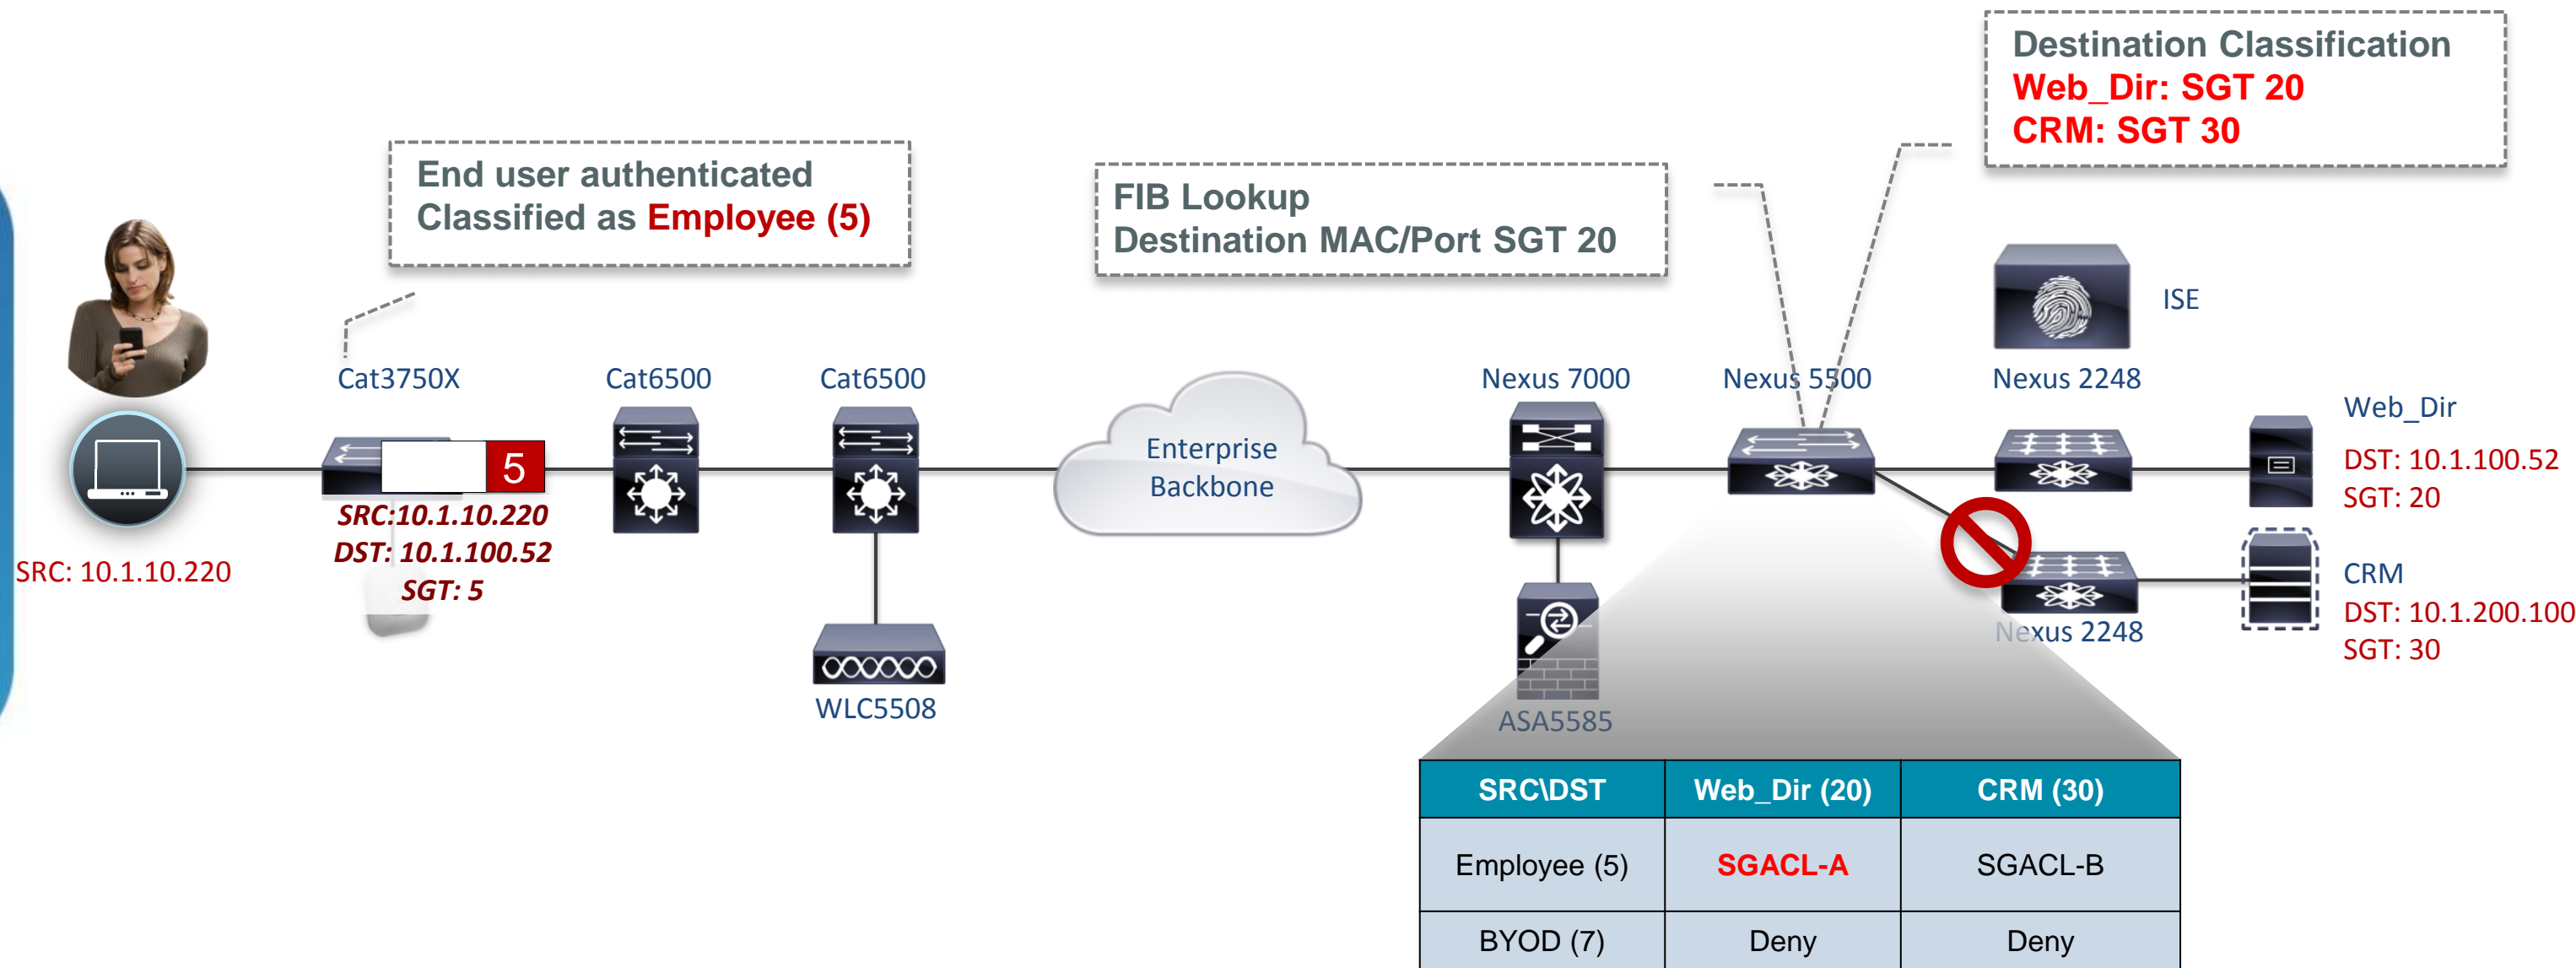 Destination Classification
Web_Dir: SGT 20
CRM: SGT 30
End user authenticated
Classified as Employee (5)
FIB Lookup
Destination MAC/Port SGT 20
ISE
Cat3750X
Cat6500
Cat6500
Nexus 7000
Nexus 5500
Nexus 2248
Web_Dir
DST: 10.1.100.52
SGT: 20
Enterprise
Backbone
5
SRC:10.1.10.220
DST: 10.1.100.52
SGT: 5
SRC: 10.1.10.220
CRM
DST: 10.1.200.100
SGT: 30
Nexus 2248
WLC5508
ASA5585
SRC\DST
Web_Dir (20)
CRM (30)
Employee (5)
SGACL-A
SGACL-B
BYOD (7)
Deny
Deny